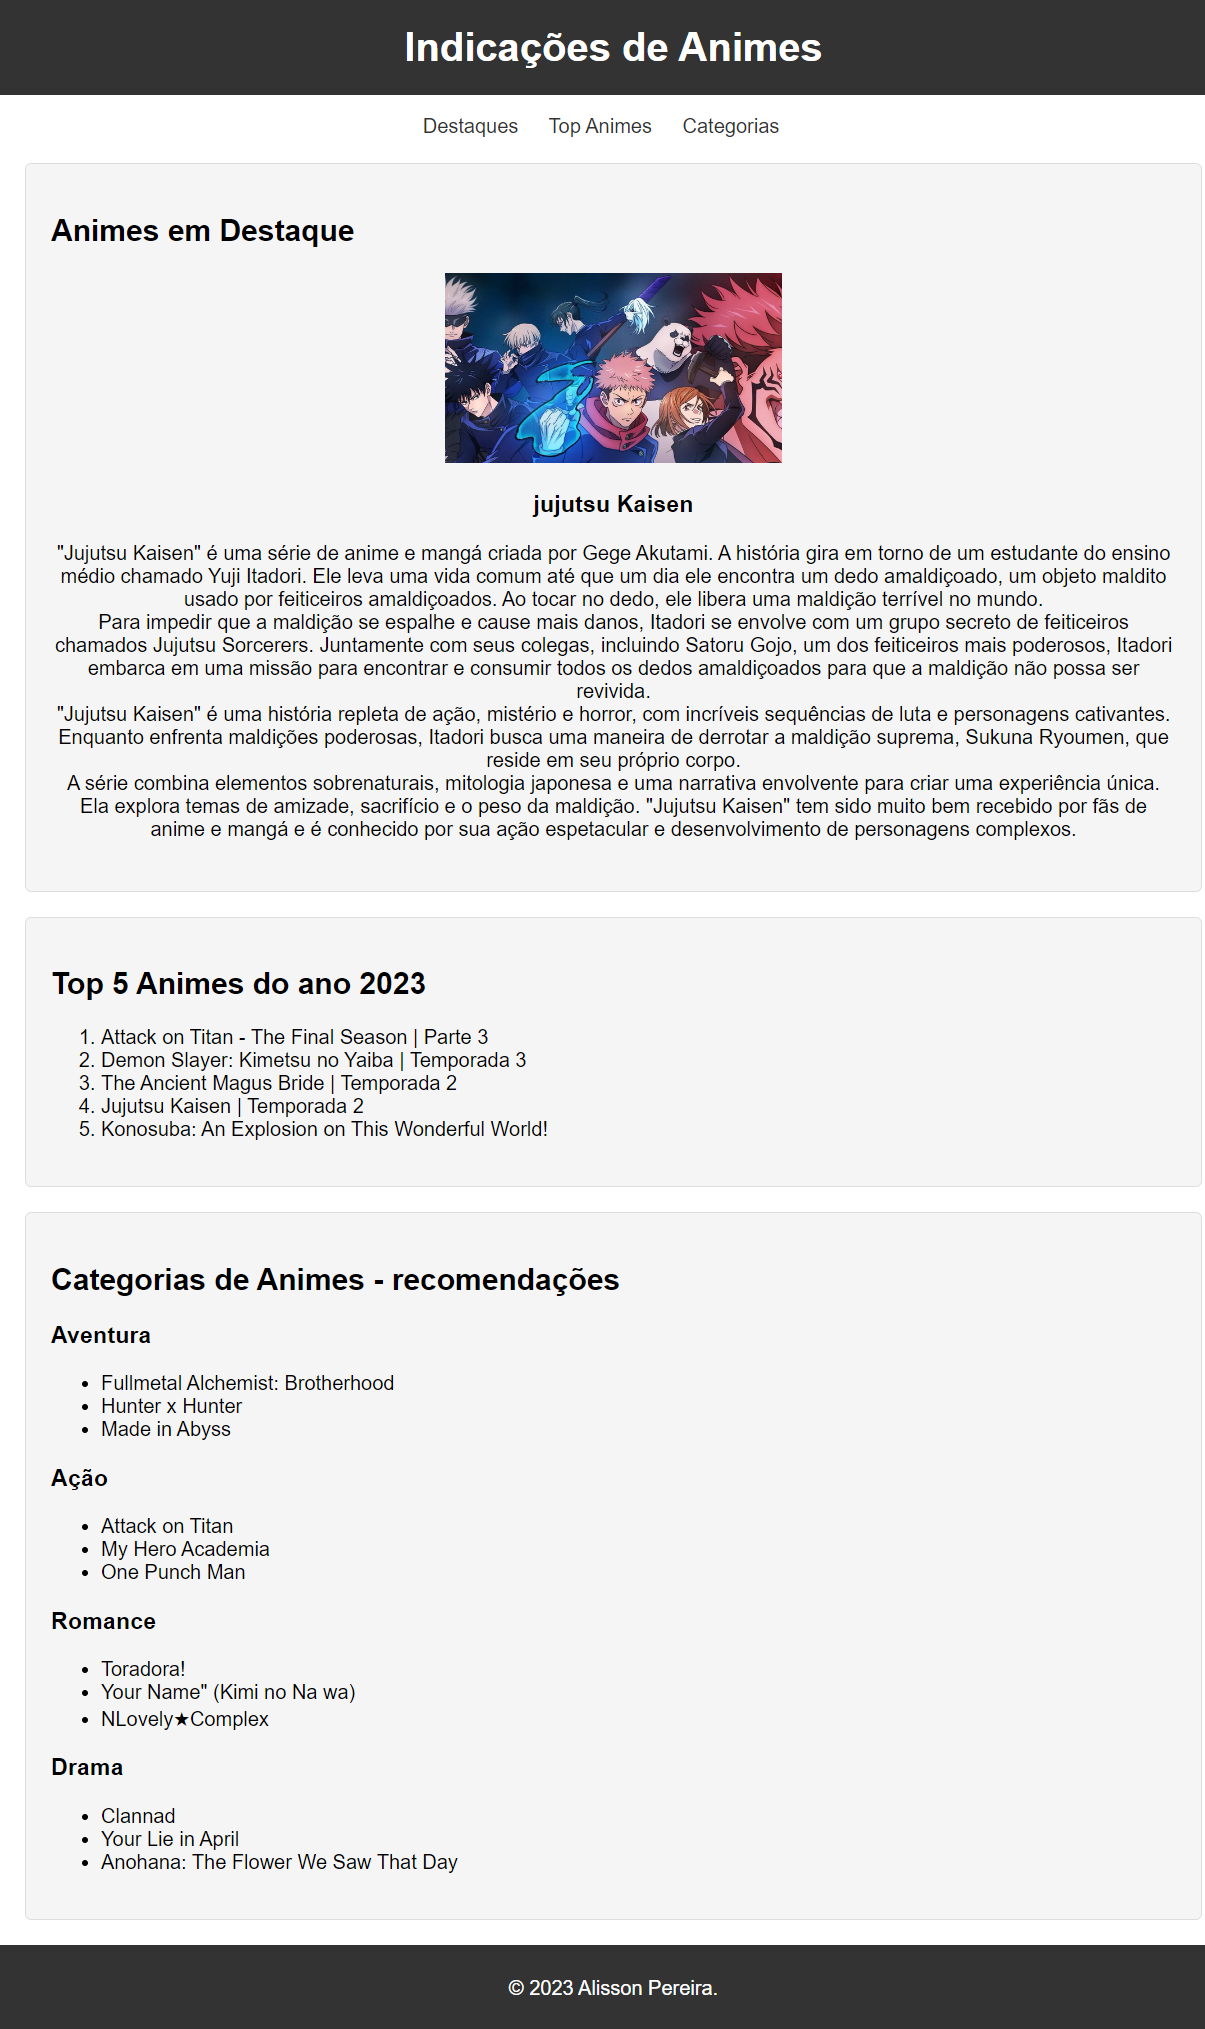 Indicações de Animes
Destaques Top Animes Categorias
Animes em Destaque
jujutsu Kaisen
"Jujutsu Kaisen" é uma série de anime e mangá criada por Gege Akutami. A história gira em torno de um estudante do ensino
médio chamado Yuji Itadori. Ele leva uma vida comum até que um dia ele encontra um dedo amaldiçoado, um objeto maldito
usado por feiticeiros amaldiçoados. Ao tocar no dedo, ele libera uma maldição terrível no mundo.
Para impedir que a maldição se espalhe e cause mais danos, Itadori se envolve com um grupo secreto de feiticeiros
chamados Jujutsu Sorcerers. Juntamente com seus colegas, incluindo Satoru Gojo, um dos feiticeiros mais poderosos, Itadori
embarca em uma missão para encontrar e consumir todos os dedos amaldiçoados para que a maldição não possa ser
revivida.
"Jujutsu Kaisen" é uma história repleta de ação, mistério e horror, com incríveis sequências de luta e personagens cativantes.
Enquanto enfrenta maldições poderosas, Itadori busca uma maneira de derrotar a maldição suprema, Sukuna Ryoumen, que
reside em seu próprio corpo.
A série combina elementos sobrenaturais, mitologia japonesa e uma narrativa envolvente para criar uma experiência única.
Ela explora temas de amizade, sacrifício e o peso da maldição. "Jujutsu Kaisen" tem sido muito bem recebido por fãs de
anime e mangá e é conhecido por sua ação espetacular e desenvolvimento de personagens complexos.
Top 5 Animes do ano 2023
1. Attack on Titan - The Final Season | Parte 3
2. Demon Slayer: Kimetsu no Yaiba | Temporada 3
3. The Ancient Magus Bride | Temporada 2
4. Jujutsu Kaisen | Temporada 2
5. Konosuba: An Explosion on This Wonderful World!
Categorias de Animes - recomendações
Aventura
• Fullmetal Alchemist: Brotherhood
• Hunter x Hunter
• Made in Abyss
Ação
• Attack on Titan
• My Hero Academia
• One Punch Man
Romance
• Toradora!
• Your Name" (Kimi no Na wa)
• NLovely★Complex
Drama
• Clannad
• Your Lie in April
• Anohana: The Flower We Saw That Day
© 2023 Alisson Pereira.